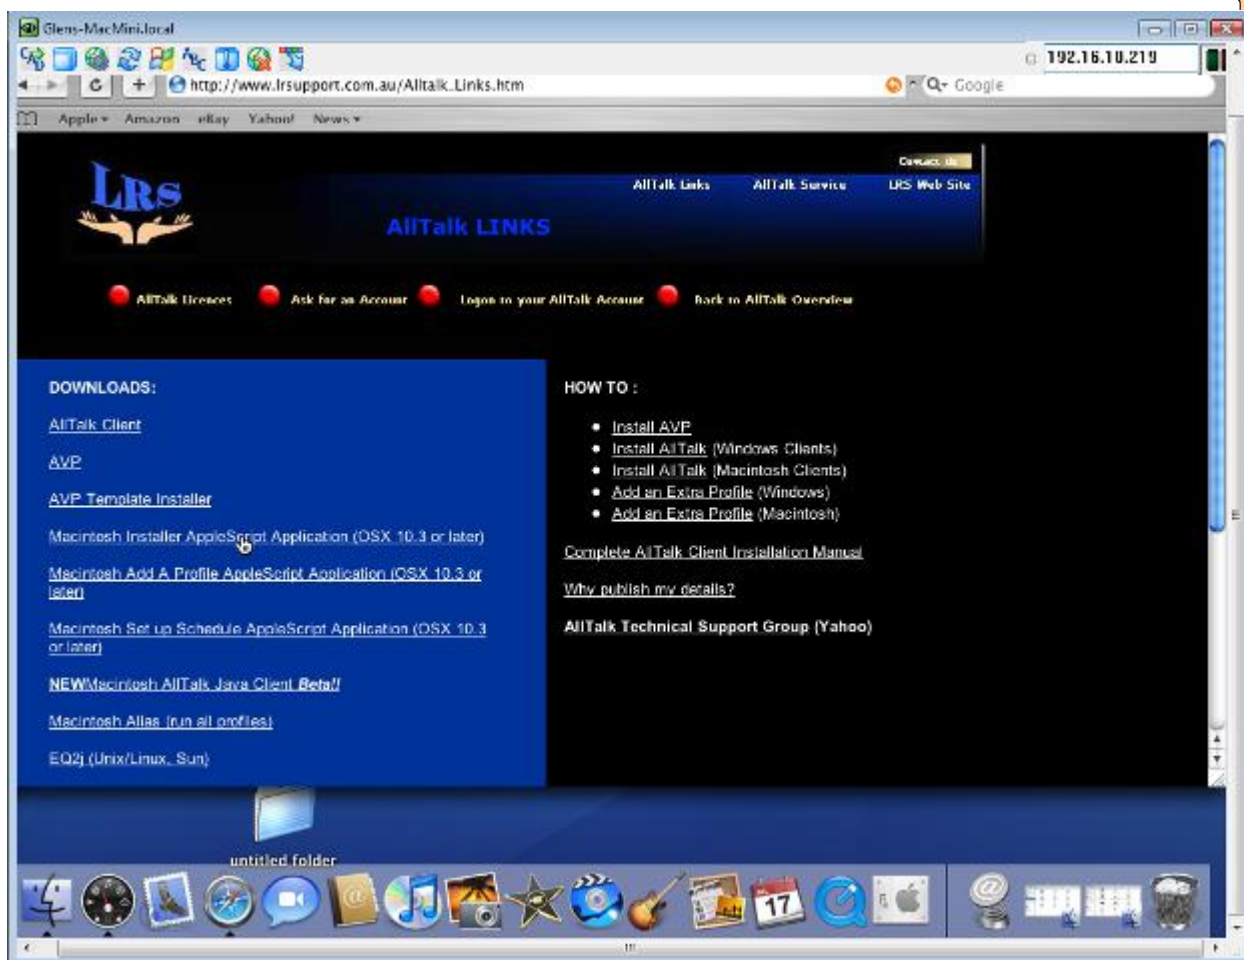 Glens-MacMini.local
192.16.10.219
http://www.lrsupport.com.au/Alltalk_Links.htm
Q- Google
Apple Amazon eBay Yahoo! News
Contact Us
LRS
AllTalk Links AllTalk Service LRS Web Site
AllTalk LINKS
AllTalk Licences Ask for an Account Logon to your AllTalk Account Back to AllTalk Overview
DOWNLOADS:
AllTalk Client
AVP
AVP Template Installer
Macintosh Installer AppleScript Application (OSX 10.3 or later)
Macintosh Add A Profile AppleScript Application (OSX 10.3 or
later)
Macintosh Set up Schedule AppleScript Application (OSX 10.3
or later)
NEWMacintosh AllTalk Java Client Beta!!
Macintosh Alias (run all profiles)
EQ2j (Unix/Linux, Sun)
HOW TO :
Install AVP
Install AllTalk (Windows Clients)
Install AllTalk (Macintosh Clients)
Add an Extra Profile (Windows)
Add an Extra Profile (Macintosh)
Complete AllTalk Client Installation Manual
Why publish my details?
AllTalk Technical Support Group (Yahoo)
untitled folder
17